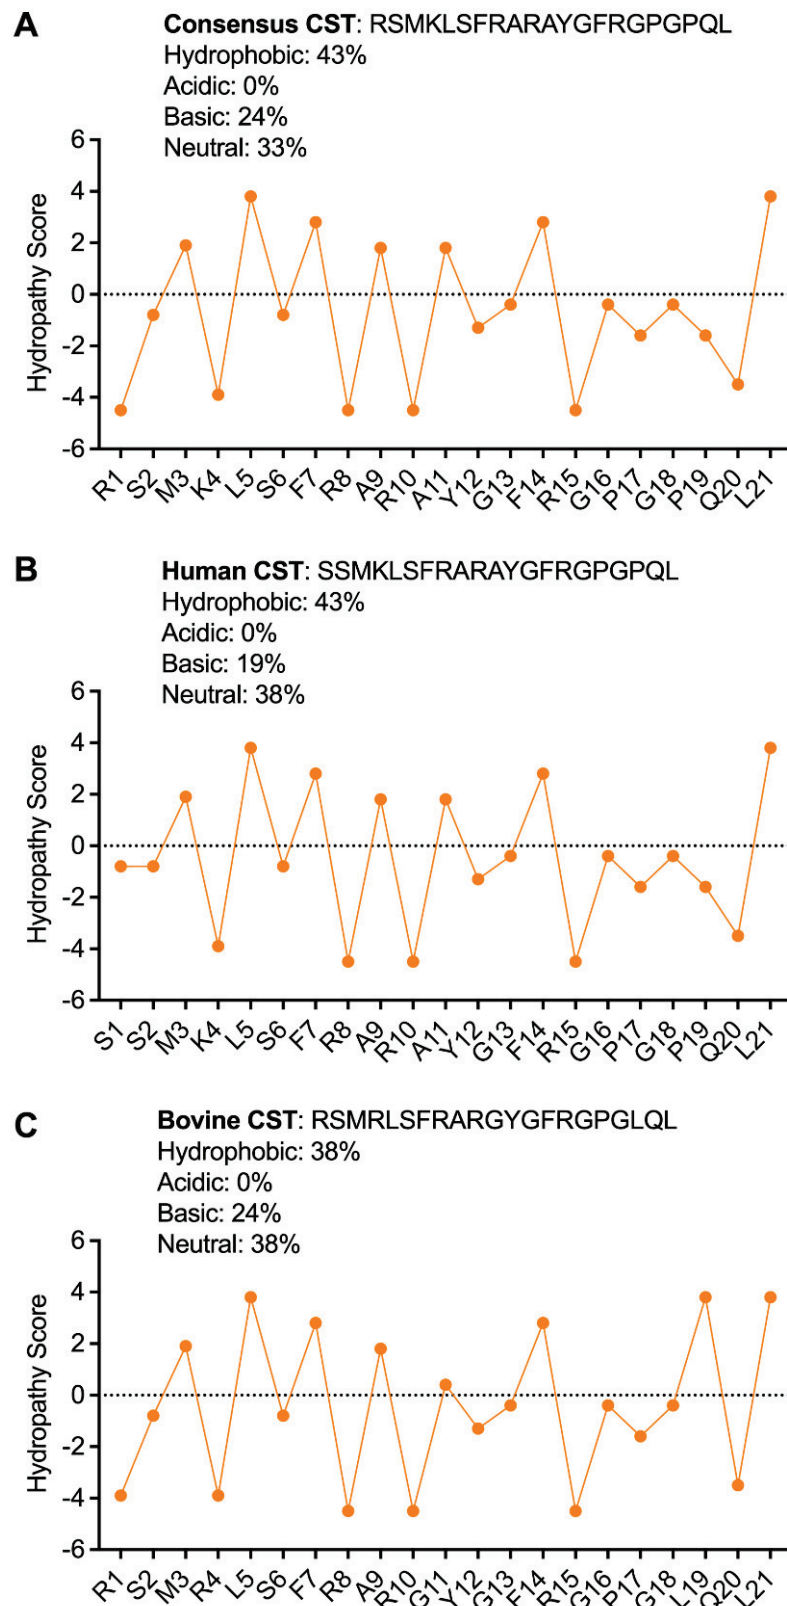 A
Consensus CST: RSMKLSFRARAYGFRGPGPQL
Hydrophobic: 43%
Acidic: 0%
Basic: 24%
Neutral: 33%
6
4
2
0
-2
-4
-6
Hydropathy Score
R1 S2 M3 K4 L5 S6 F7 R8 A9 R10 A11 Y12 G13 F14 R15 G16 P17 G18 P19 Q20 L21
B
Human CST: SSMKLSFRARAYGFRGPGPQL
Hydrophobic: 43%
Acidic: 0%
Basic: 19%
Neutral: 38%
6
4
2
0
-2
-4
-6
Hydropathy Score
S1 S2 M3 K4 L5 S6 F7 R8 A9 R10 A11 Y12 G13 F14 R15 G16 P17 G18 P19 Q20 L21
C
Bovine CST: RSMRLSFRARGYGFRGPGLQL
Hydrophobic: 38%
Acidic: 0%
Basic: 24%
Neutral: 38%
6
4
2
0
-2
-4
-6
Hydropathy Score
R1 S2 M3 R4 L5 S6 F7 R8 A9 R10 G11 Y12 G13 F14 R15 G16 P17 G18 L19 Q20 L21